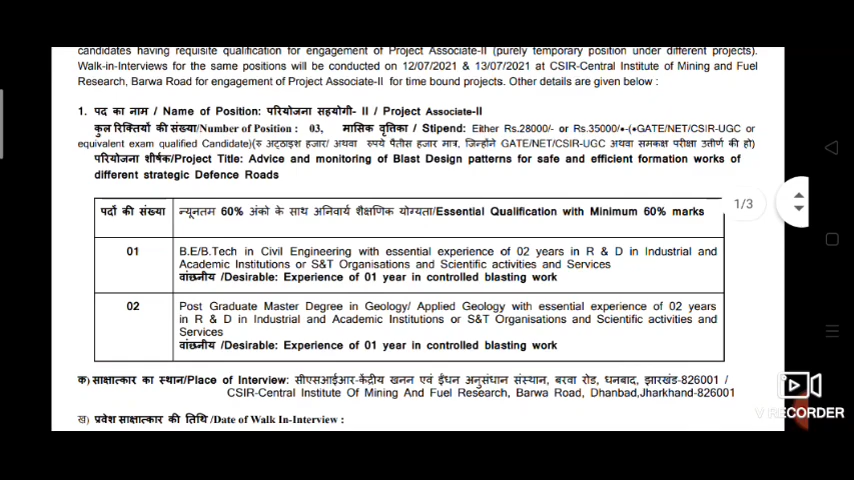 candidates having requisite qualification for engagement of Project Associate-II (purely temporary position under different projects).
Walk-in-Interviews for the same positions will be conducted on 12/07/2021 & 13/07/2021 at CSIR-Central Institute of Mining and Fuel
Research, Barwa Road for engagement of Project Associate-II for time bound projects. Other details are given below :
1. पद का नाम / Name of Position: परियोजना सहयोगी- II / Project Associate-II
कुल रिक्तियों की संख्या/Number of Position : 03, मासिक वृतिका / Stipend: Either Rs.28000/- or Rs.35000/•-(•GATE/NET/CSIR-UGC or
equivalent exam qualified Candidate)(रु अट्ठाइश हजार/ अथवा रुपये पैतीस हजार मात्र, जिन्होंने GATE/NET/CSIR-UGC अथवा समकक्ष परीक्षा उत्तीर्ण की हो)
परियोजना शीर्षक/Project Title: Advice and monitoring of Blast Design patterns for safe and efficient formation works of
different strategic Defence Roads
पदों की संख्या न्यूनतम 60% अंको के साथ अनिवार्य शैक्षणिक योग्यता/Essential Qualification with Minimum 60% marks
1/3
01 B.E/B.Tech in Civil Engineering with essential experience of 02 years in R & D in Industrial and
Academic Institutions or S&T Organisations and Scientific activities and Services
वांछनीय /Desirable: Experience of 01 year in controlled blasting work
02 Post Graduate Master Degree in Geology/ Applied Geology with essential experience of 02 years
in R & D in Industrial and Academic Institutions or S&T Organisations and Scientific activities and
Services
वांछनीय /Desirable: Experience of 01 year in controlled blasting work
क) साक्षात्कार का स्थान/Place of Interview: सीएसआईआर-केंद्रीय खनन एवं ईंधन अनुसंधान संस्थान, बरवा रोड, धनबाद, झारखंड-826001 /
CSIR-Central Institute Of Mining And Fuel Research, Barwa Road, Dhanbad,Jharkhand-826001
ख) प्रवेश साक्षात्कार की तिथि /Date of Walk In-Interview :
V RECORDER